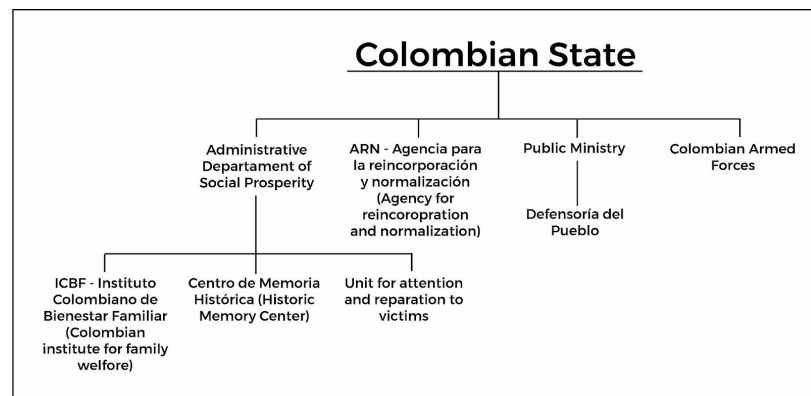 Colombian State
Administrative
Departament of
Social Prosperity
ARN - Agencia para
la reincorporación
y normalización
(Agency for
reincoropration
and normalization)
Public Ministry
Colombian Armed
Forces
Defensoría del
Pueblo
ICBF - Instituto
Colombiano de
Bienestar Familiar
(Colombian
institute for family
welfore)
Centro de Memoria
Histórica (Historic
Memory Center)
Unit for attention
and reparation to
victims